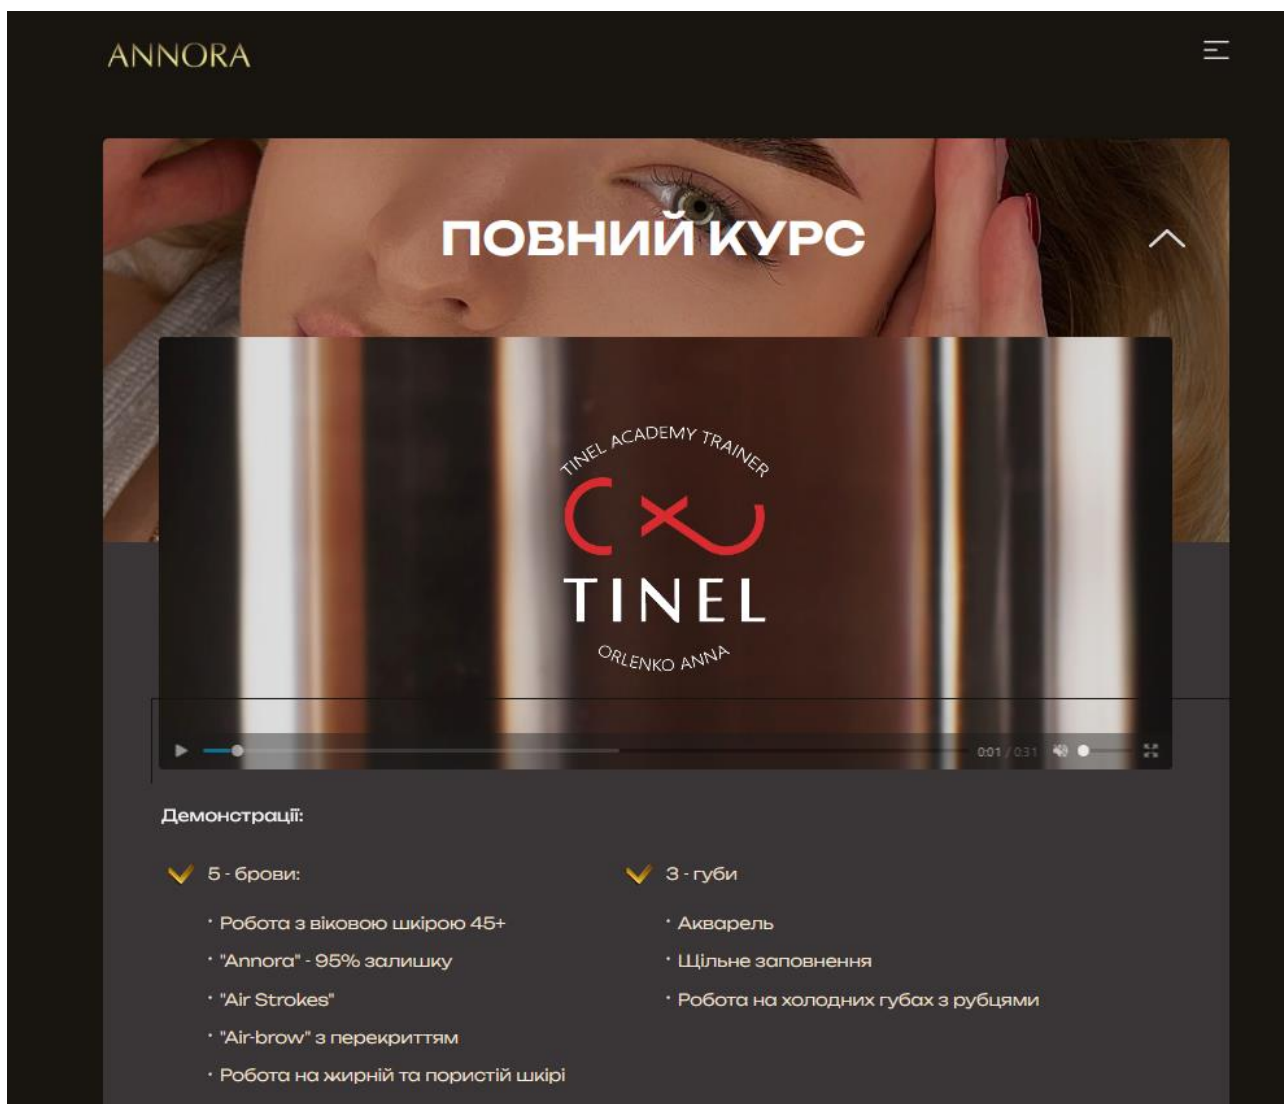 ANNORA
ПОВНИЙ КУРС
TINEL ACADEMY TRAINER
TINEL
ORLENKO ANNA
0:01 / 0:31
Демонстрації:
5 - брови:
· Робота з віковою шкірою 45+
· "Annora" - 95% залишку
· "Air Strokes"
· "Air-brow" з перекриттям
· Робота на жирній та пористій шкірі
3 - губи
· Акварель
· Щільне заповнення
· Робота на холодних губах з рубцями